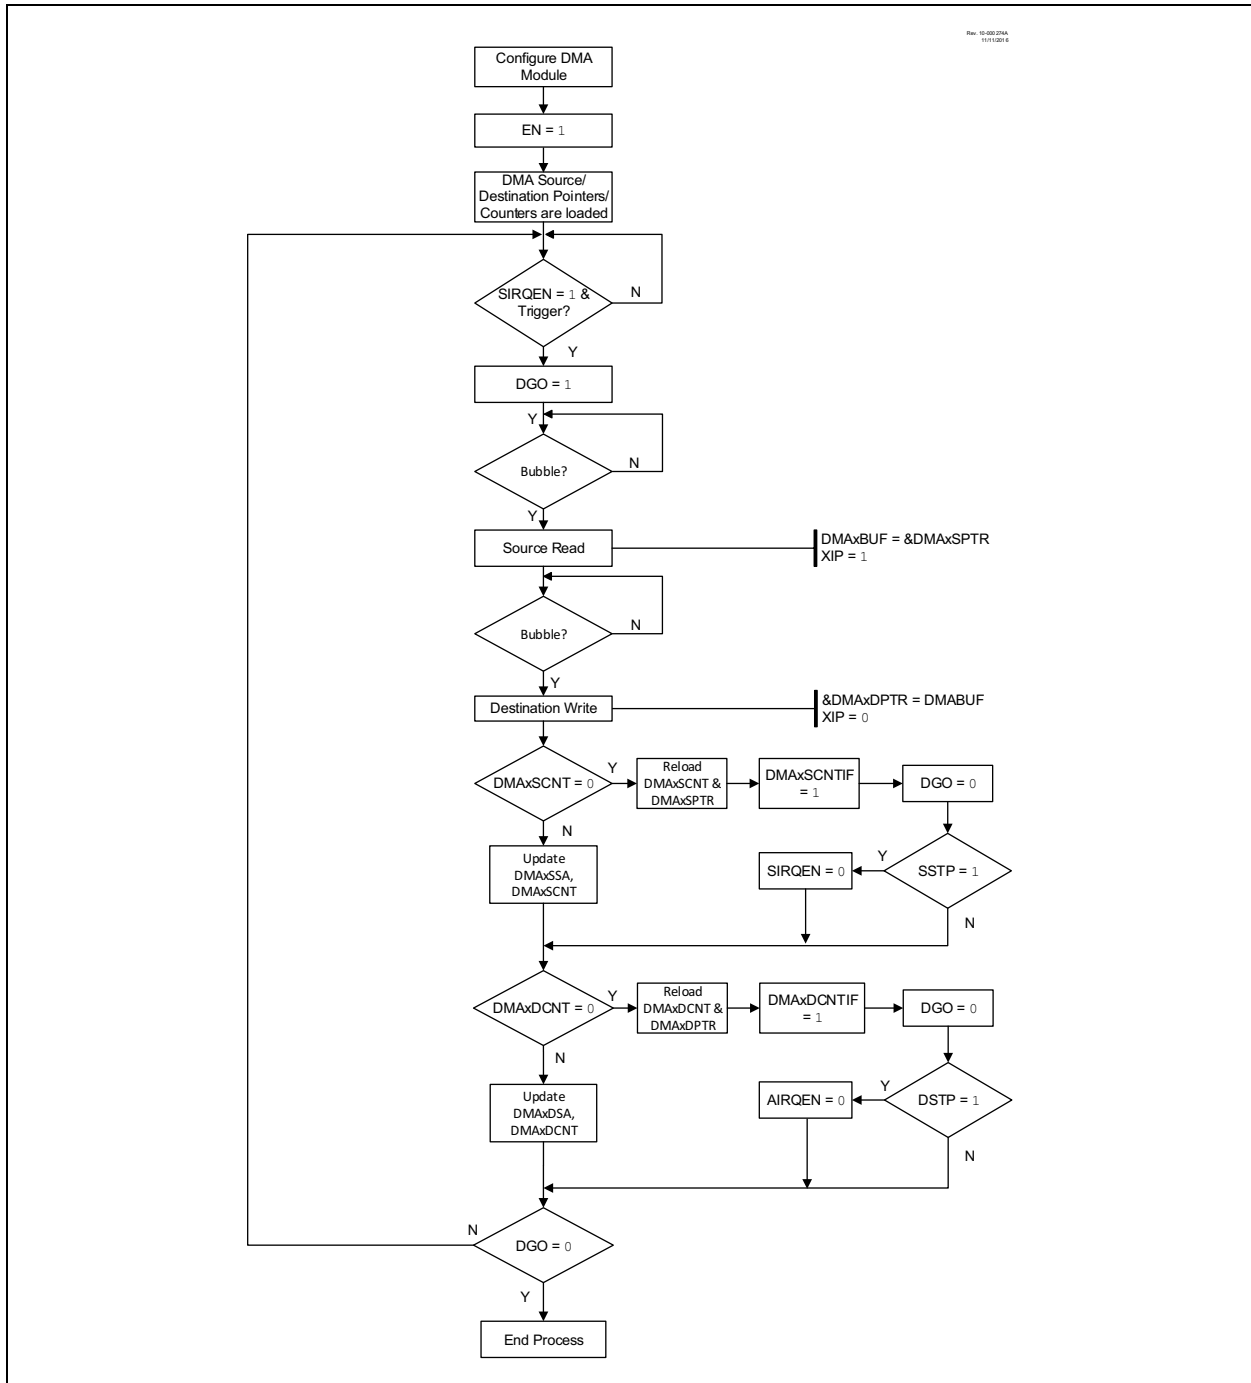 Rev. 10-000 274A
11/11/2016
Configure DMA
Module
EN = 1
DMA Source/
Destination Pointers/
Counters are loaded
SIRQEN = 1 &
Trigger?
N
Y
DGO = 1
Y
Bubble?
N
Y
Source Read
DMAxBUF = &DMAxSPTR
XIP = 1
Bubble?
N
Y
Destination Write
&DMAxDPTR = DMABUF
XIP = 0
DMAxSCNT = 0
Y
Reload
DMAxSCNT &
DMAxSPTR
DMAxSCNTIF
= 1
DGO = 0
N
Update
DMAxSSA,
DMAxSCNT
SIRQEN = 0
Y
SSTP = 1
N
DMAxDCNT = 0
Y
Reload
DMAxDCNT &
DMAxDPTR
DMAxDCNTIF
= 1
DGO = 0
N
Update
DMAxDSA,
DMAxDCNT
AIRQEN = 0
Y
DSTP = 1
N
N
DGO = 0
Y
End Process